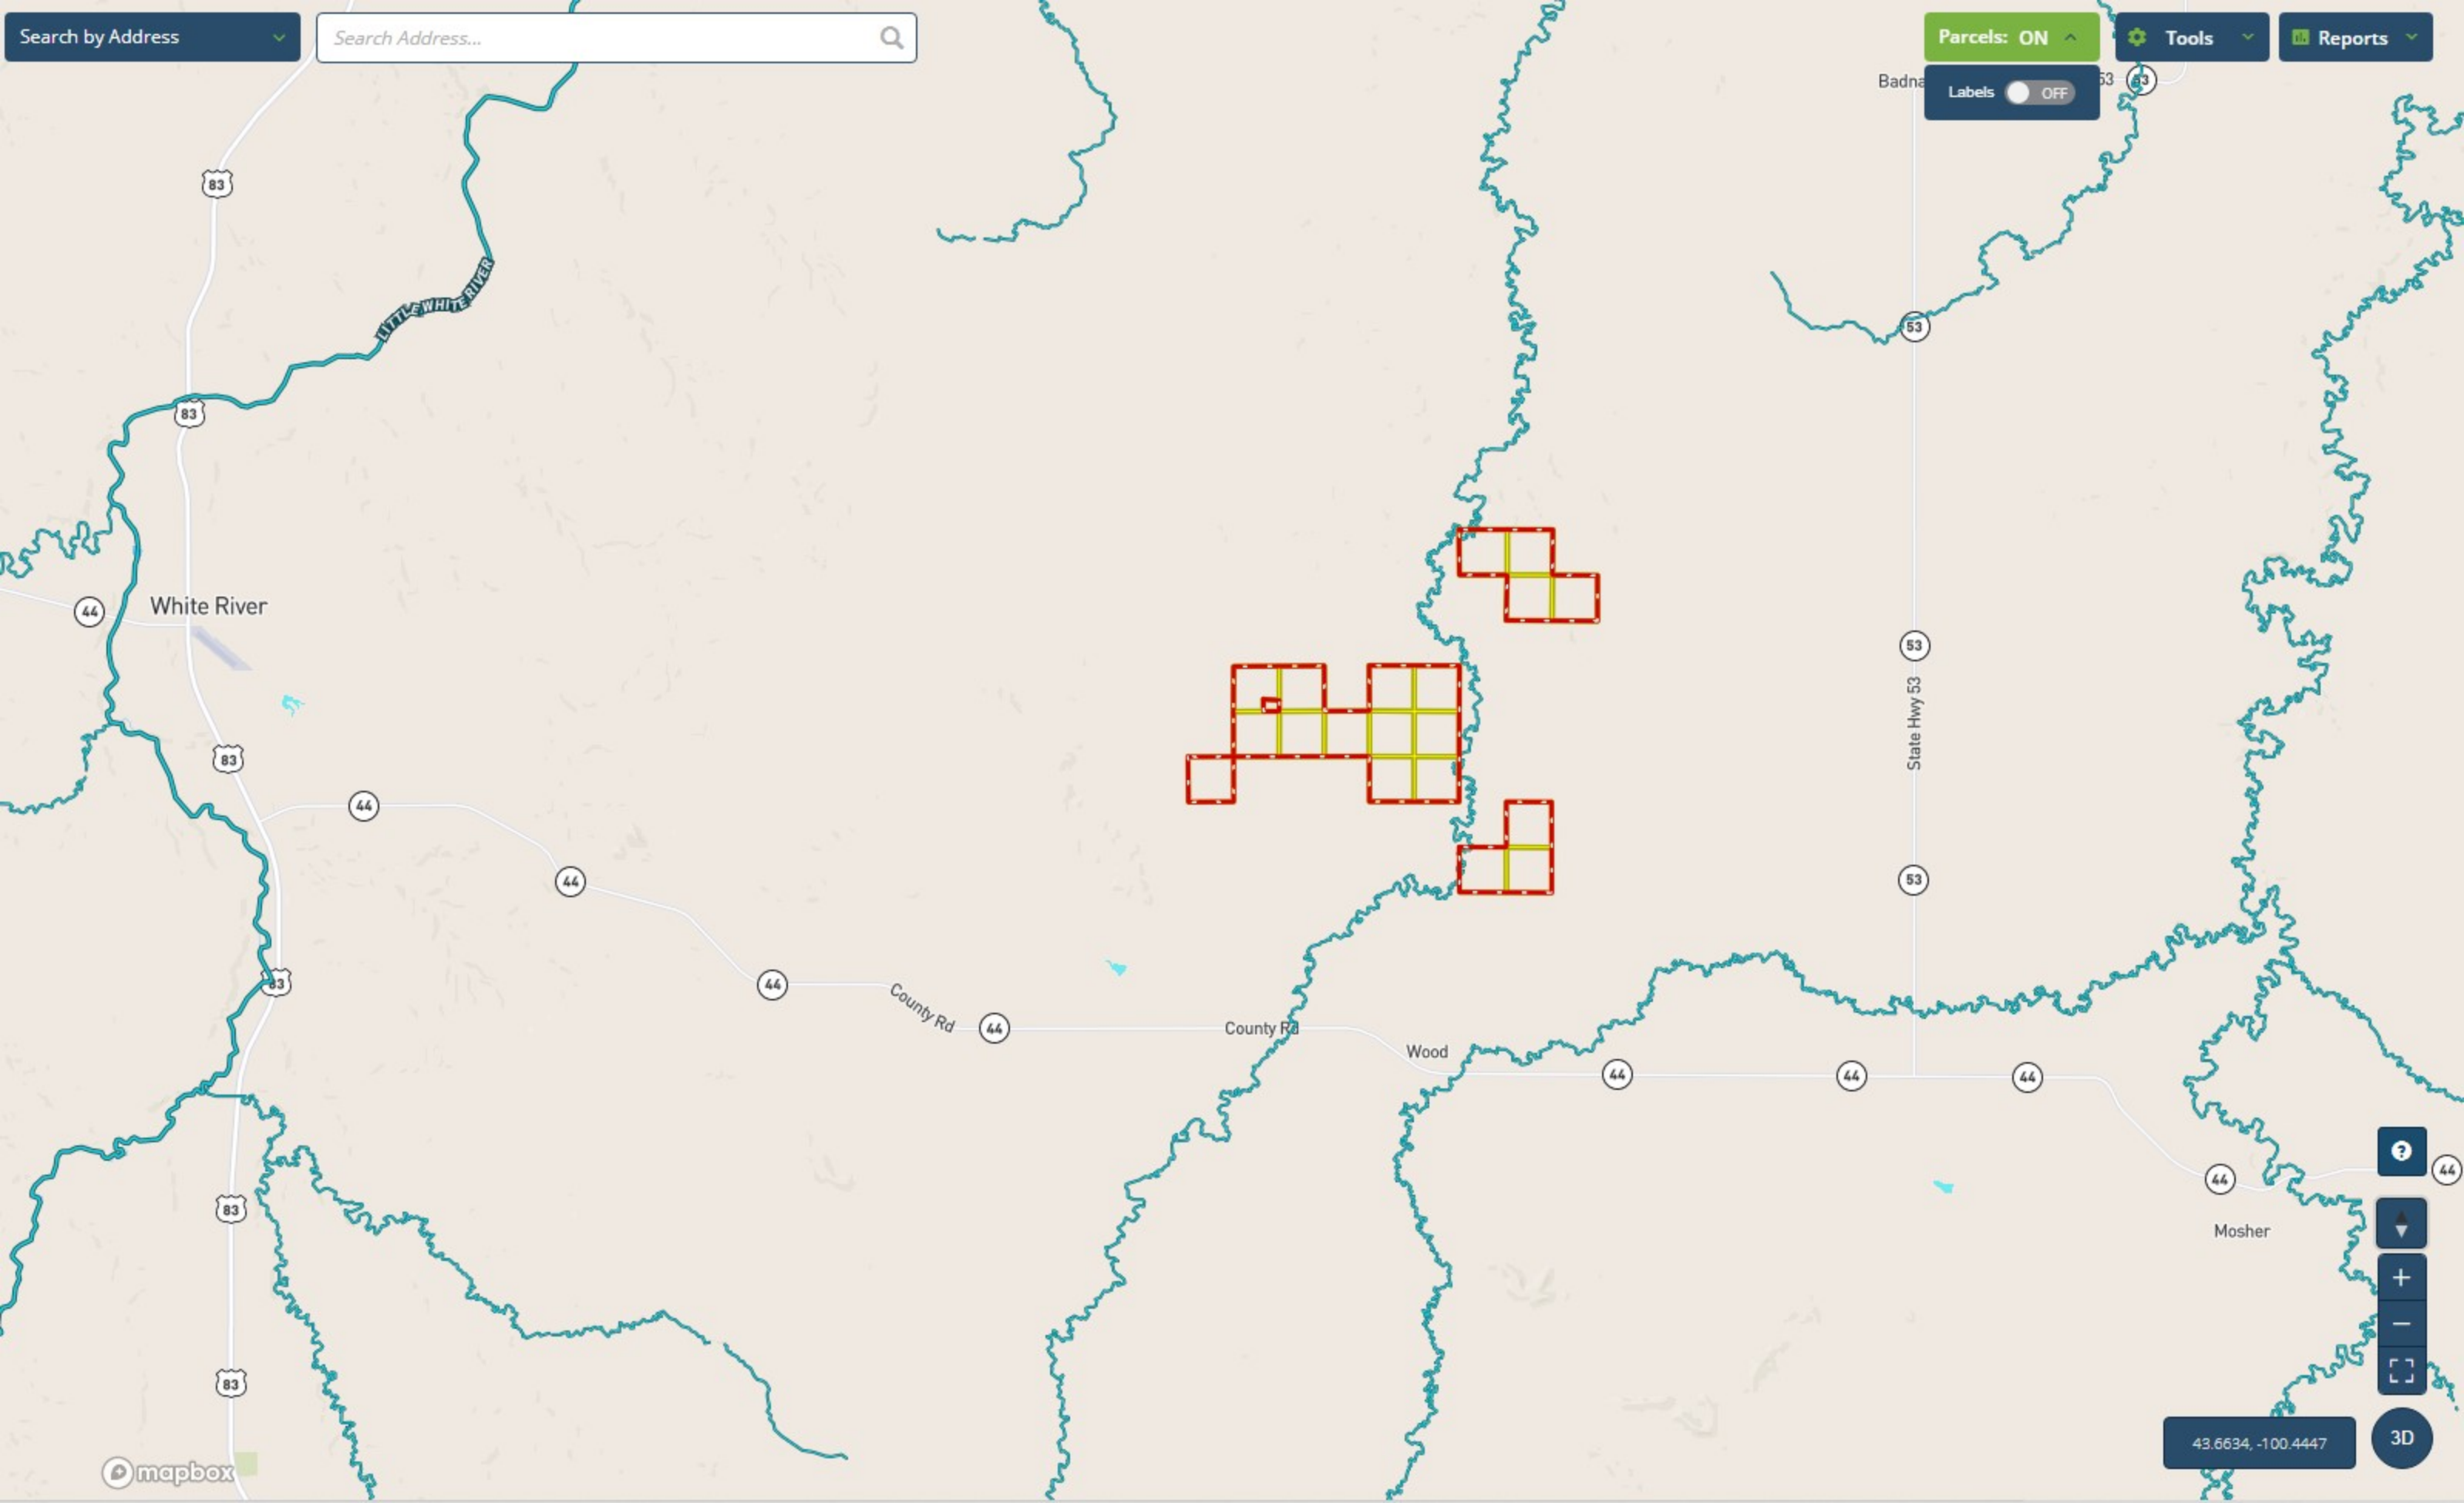 Search by Address
Search Address...
Parcels: ON
Tools
Reports
Labels OFF
Badna
53
53
83
LITTLE WHITE RIVER
53
83
44
White River
53
State Hwy 53
83
44
53
44
83
44
County Rd
44
County Rd
Wood
44
44
44
?
44
44
83
Mosher
+
−
83
43.6634, -100.4447
3D
mapbox